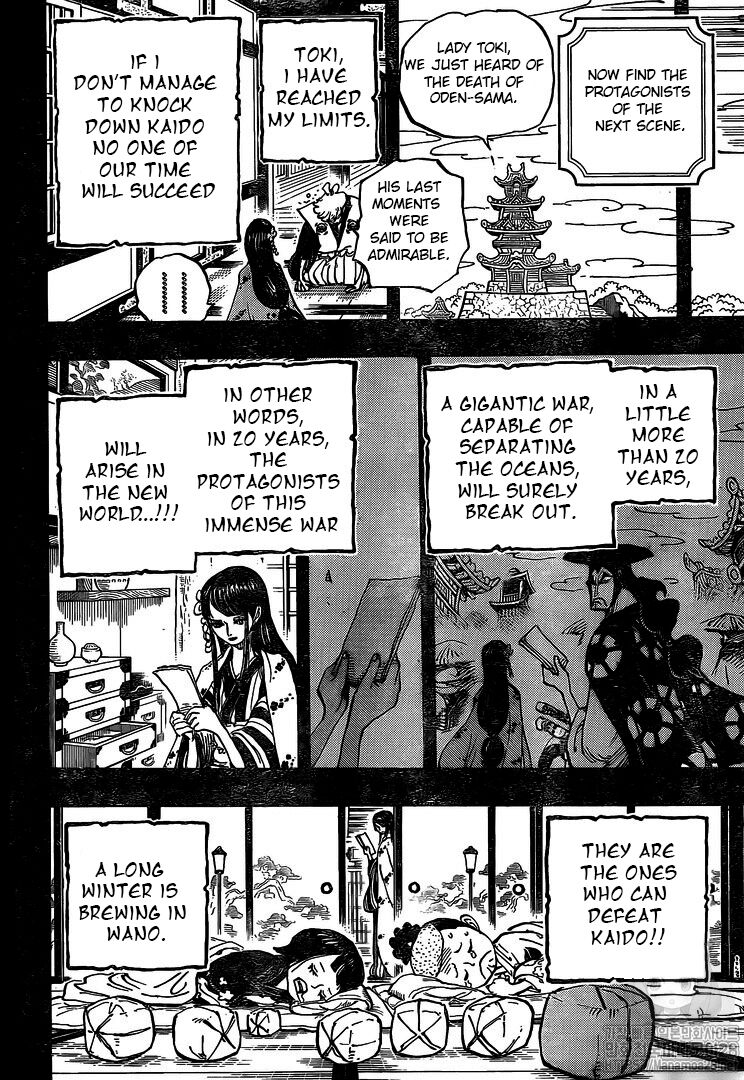 NOW FIND THE
PROTAGONISTS
OF THE
NEXT SCENE.
LADY TOKI,
WE JUST HEARD OF
THE DEATH OF
ODEN-SAMA.
HIS LAST
MOMENTS
WERE
SAID TO BE
ADMIRABLE.
TOKI,
I HAVE
REACHED
MY LIMITS.
IF I
DON'T MANAGE
TO KNOCK
DOWN KAIDO
NO ONE OF
OUR TIME
WILL SUCCEED
IN A
LITTLE
MORE
THAN 20
YEARS,
A GIGANTIC WAR,
CAPABLE OF
SEPARATING
THE OCEANS,
WILL SURELY
BREAK OUT.
IN OTHER
WORDS,
IN 20 YEARS,
THE
PROTAGONISTS
OF THIS
IMMENSE WAR
WILL
ARISE IN
THE NEW
WORLD...!!!
THEY ARE
THE ONES
WHO CAN
DEFEAT
KAIDO!!
A LONG
WINTER IS
BREWING IN
WANO.